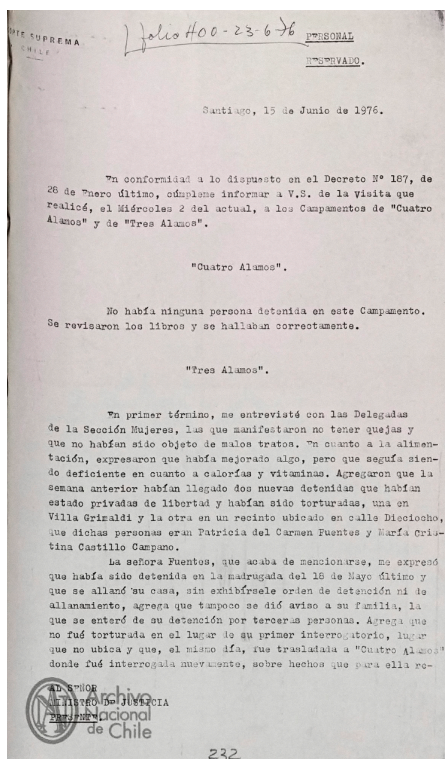 CORTE SUPREMA
CHILE
folio 400-23-6-76
PERSONAL
RESERVADO.
Santiago, 15 de Junio de 1976.
En conformidad a lo dispuesto en el Decreto Nº 187, de
28 de Enero último, cúmpleme informar a V.S. de la visita que
realicé, el Miércoles 2 del actual, a los Campamentos de "Cuatro
Alamos" y de "Tres Alamos".
"Cuatro Alamos".
No había ninguna persona detenida en este Campamento.
Se revisaron los libros y se hallaban correctamente.
"Tres Alamos".
En primer término, me entrevisté con las Delegadas
de la Sección Mujeres, las que manifestaron no tener quejas y
que no habían sido objeto de malos tratos. En cuanto a la alimen-
tación, expresaron que había mejorado algo, pero que seguía sien-
do deficiente en cuanto a calorías y vitaminas. Agregaron que la
semana anterior habían llegado dos nuevas detenidas que habían
estado privadas de libertad y habían sido torturadas, una en
Villa Grimaldi y la otra en un recinto ubicado en calle Dieciocho,
que dichas personas eran Patricia del Carmen Fuentes y María Cris-
tina Castillo Campano.
La señora Fuentes, que acaba de mencionarse, me expresó
que había sido detenida en la madrugada del 18 de Mayo último y
que se allanó su casa, sin exhibírsele orden de detención ni de
allanamiento, agrega que tampoco se dió aviso a su familia, la
que se enteró de su detención por terceras personas. Agrega que
no fué torturada en el lugar de su primer interrogatorio, lugar
que no ubica y que, el mismo día, fue trasladada a "Cuatro Alamos"
donde fué interrogada nuevamente, sobre hechos que para ella re-
AL SEÑOR
MINISTRO DE JUSTICIA
PRESENTE.
Archivo
Nacional
de Chile
232